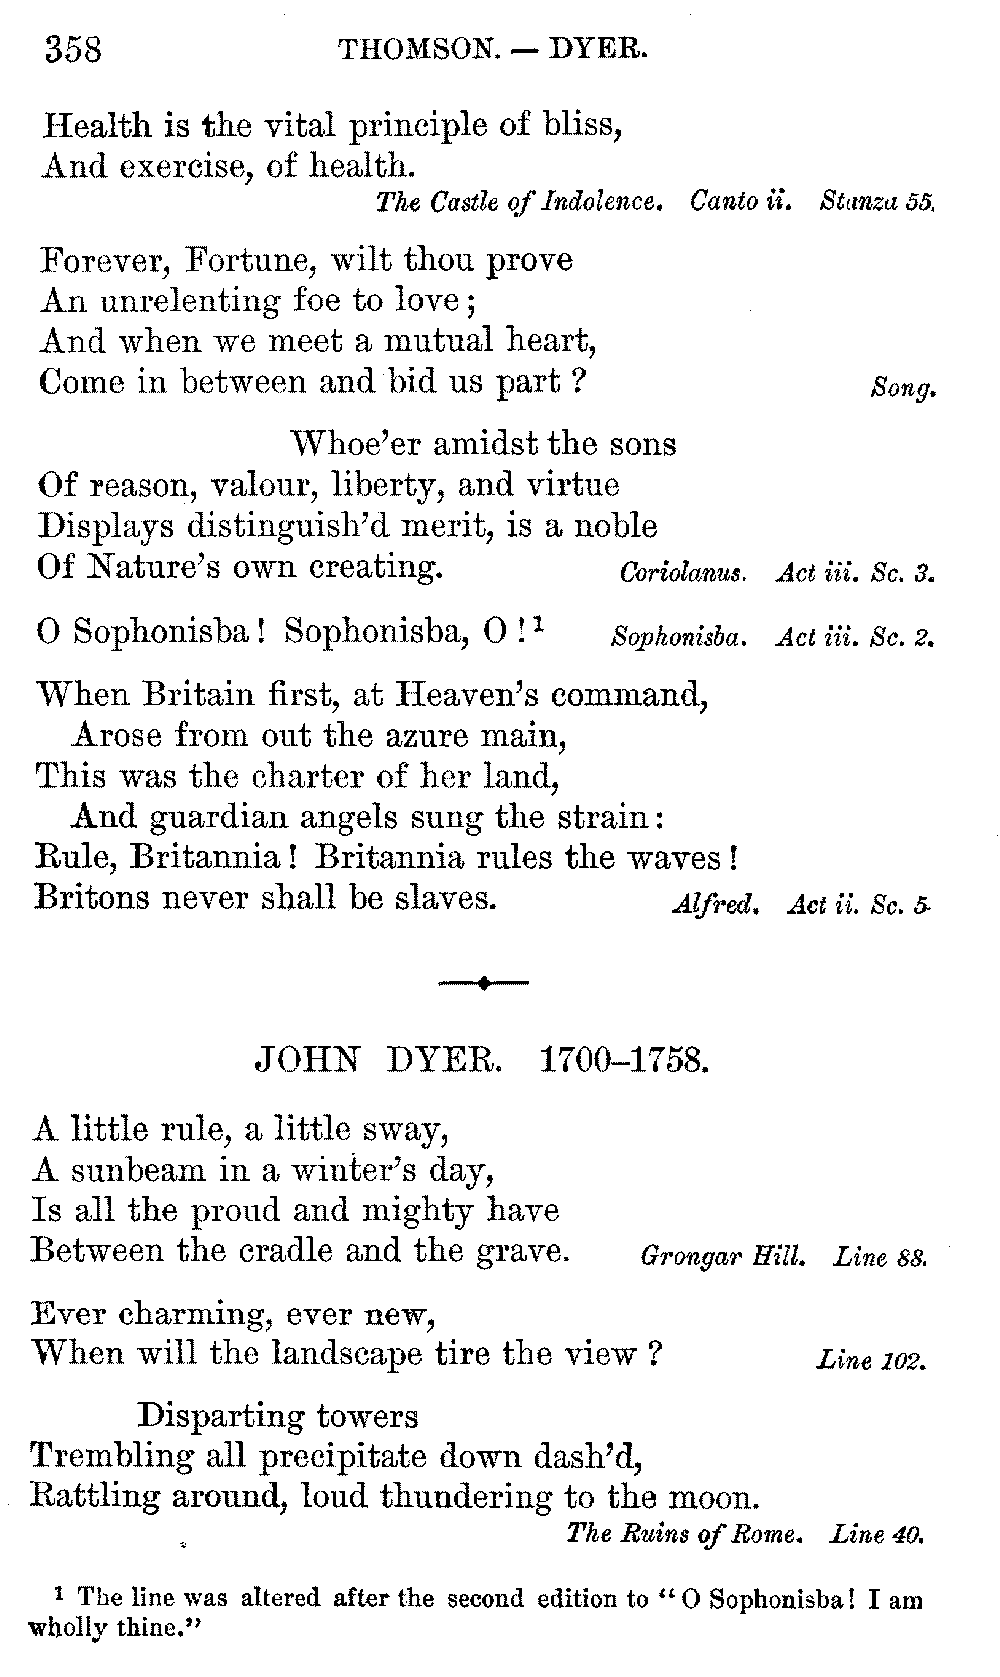 358 THOMSON. — DYER.
Health is the vital principle of bliss,
And exercise, of health.
The Castle of Indolence. Canto ii. Stanza 55.
Forever, Fortune, wilt thou prove
An unrelenting foe to love;
And when we meet a mutual heart,
Come in between and bid us part ? Song.
Whoe'er amidst the sons
Of reason, valour, liberty, and virtue
Displays distinguish'd merit, is a noble
Of Nature's own creating. Coriolanus. Act iii. Sc. 3.
O Sophonisba! Sophonisba, O !¹ Sophonisba. Act iii. Sc. 2.
When Britain first, at Heaven's command,
Arose from out the azure main,
This was the charter of her land,
And guardian angels sung the strain:
Rule, Britannia! Britannia rules the waves !
Britons never shall be slaves. Alfred. Act ii. Sc. 5.
JOHN DYER. 1700–1758.
A little rule, a little sway,
A sunbeam in a winter's day,
Is all the proud and mighty have
Between the cradle and the grave. Grongar Hill. Line 88.
Ever charming, ever new,
When will the landscape tire the view ? Line 102.
Disparting towers
Trembling all precipitate down dash'd,
Rattling around, loud thundering to the moon.
The Ruins of Rome. Line 40.
¹ The line was altered after the second edition to “O Sophonisba! I am
wholly thine.”